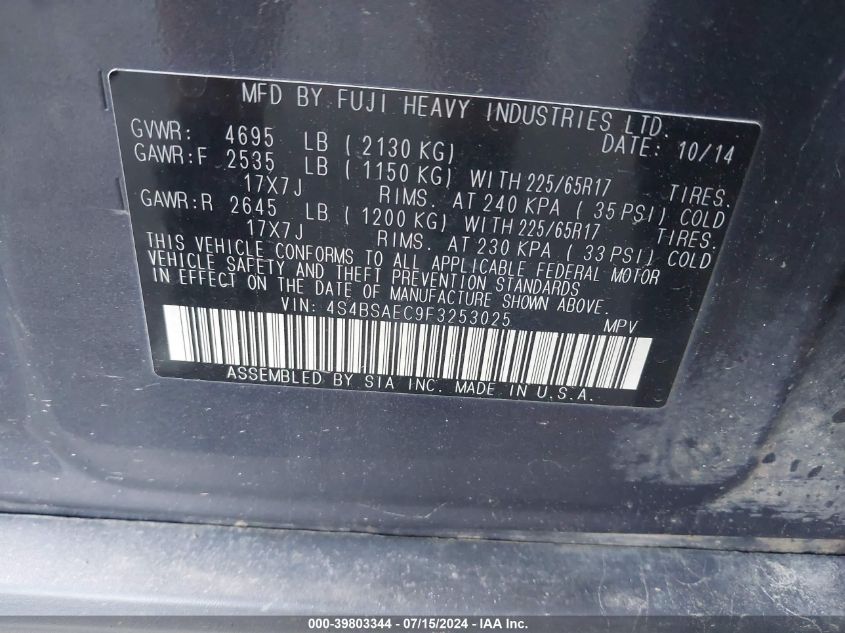 MFD BY FUJI HEAVY INDUSTRIES LTD.
GVWR: 4695 LB ( 2130 KG) DATE: 10/14
GAWR:F 2535 LB ( 1150 KG) WITH 225/65R17 TIRES.
17X7J RIMS. AT 240 KPA ( 35 PSI) COLD
GAWR:R 2645 LB ( 1200 KG) WITH 225/65R17 TIRES.
17X7J RIMS. AT 230 KPA ( 33 PSI) COLD
THIS VEHICLE CONFORMS TO ALL APPLICABLE FEDERAL MOTOR
VEHICLE SAFETY AND THEFT PREVENTION STANDARDS
IN EFFECT ON THE DATE OF MANUFACTURE SHOWN ABOVE.
VIN: 4S4BSAEC9F3253025 MPV
ASSEMBLED BY SIA INC. MADE IN U.S.A.
000-39803344 - 07/15/2024 - IAA Inc.